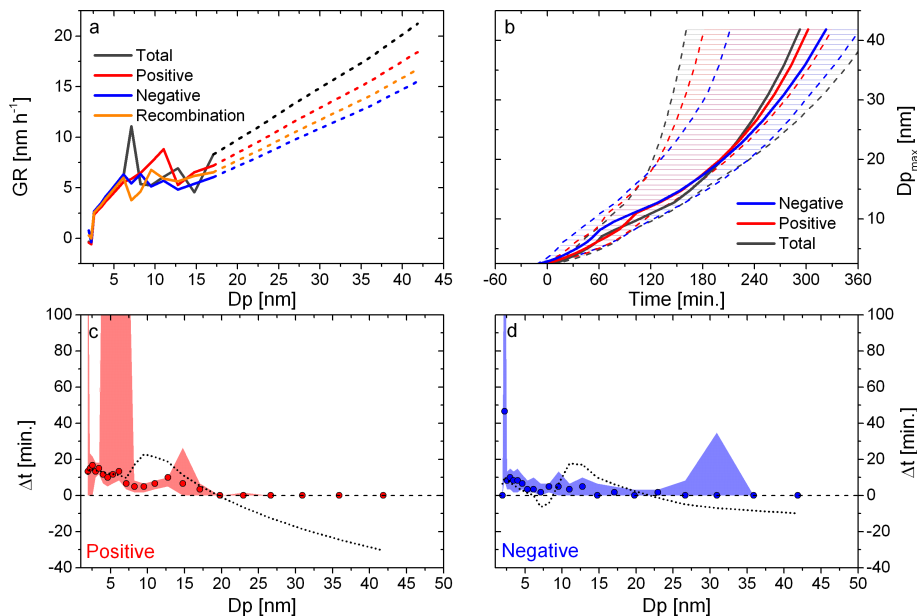 a
Total
Positive
Negative
Recombination
GR [nm h⁻¹]
0
5
10
15
20
5 10 15 20 25 30 35 40 45
Dp [nm]
b
Negative
Positive
Total
Dp_max [nm]
40
30
20
10
-60 0 60 120 180 240 300 360
Time [min.]
c
Positive
Δt [min.]
100
80
60
40
20
0
-20
-40
5 10 15 20 25 30 35 40 45 50
Dp [nm]
d
Negative
Δt [min.]
100
80
60
40
20
0
-20
-40
5 10 15 20 25 30 35 40 45 50
Dp [nm]